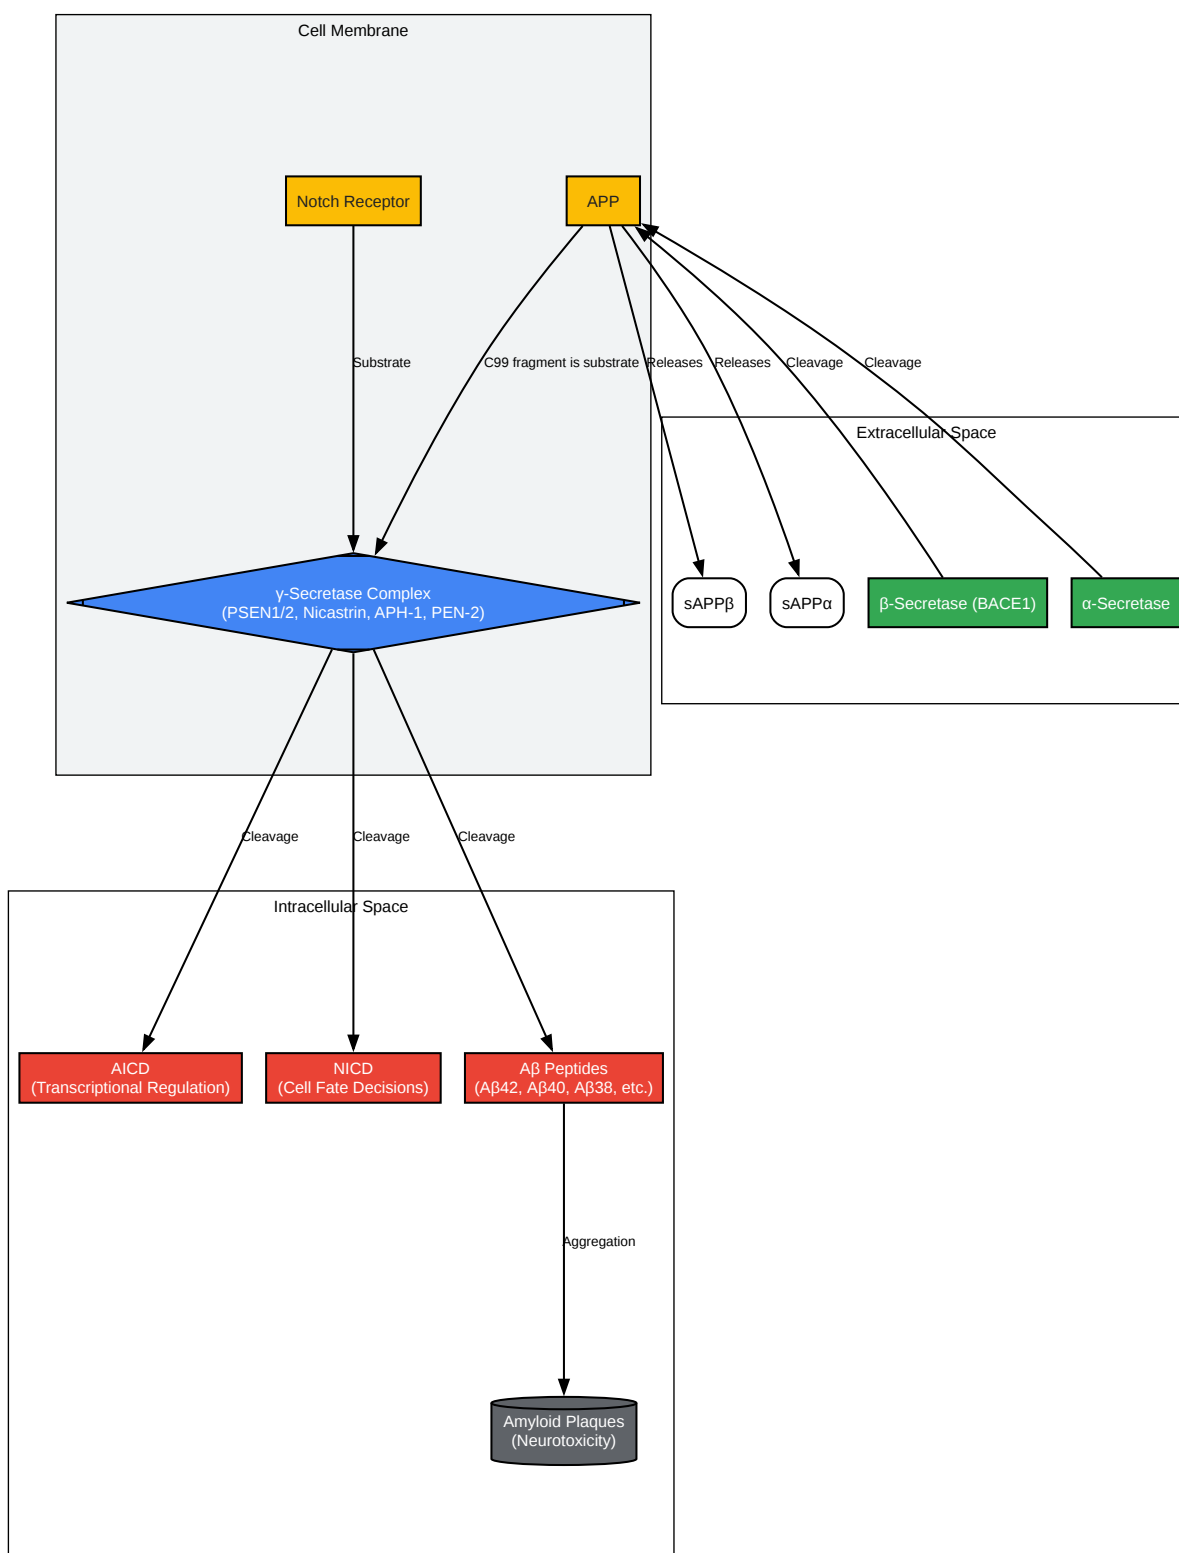 Cell Membrane
Notch Receptor
APP
Substrate
C99 fragment is substrate
Releases
Releases
Cleavage
Cleavage
Extracellular Space
γ-Secretase Complex
(PSEN1/2, Nicastrin, APH-1, PEN-2)
sAPPβ
sAPPα
β-Secretase (BACE1)
α-Secretase
Cleavage
Cleavage
Cleavage
Intracellular Space
AICD
(Transcriptional Regulation)
NICD
(Cell Fate Decisions)
Aβ Peptides
(Aβ42, Aβ40, Aβ38, etc.)
Aggregation
Amyloid Plaques
(Neurotoxicity)